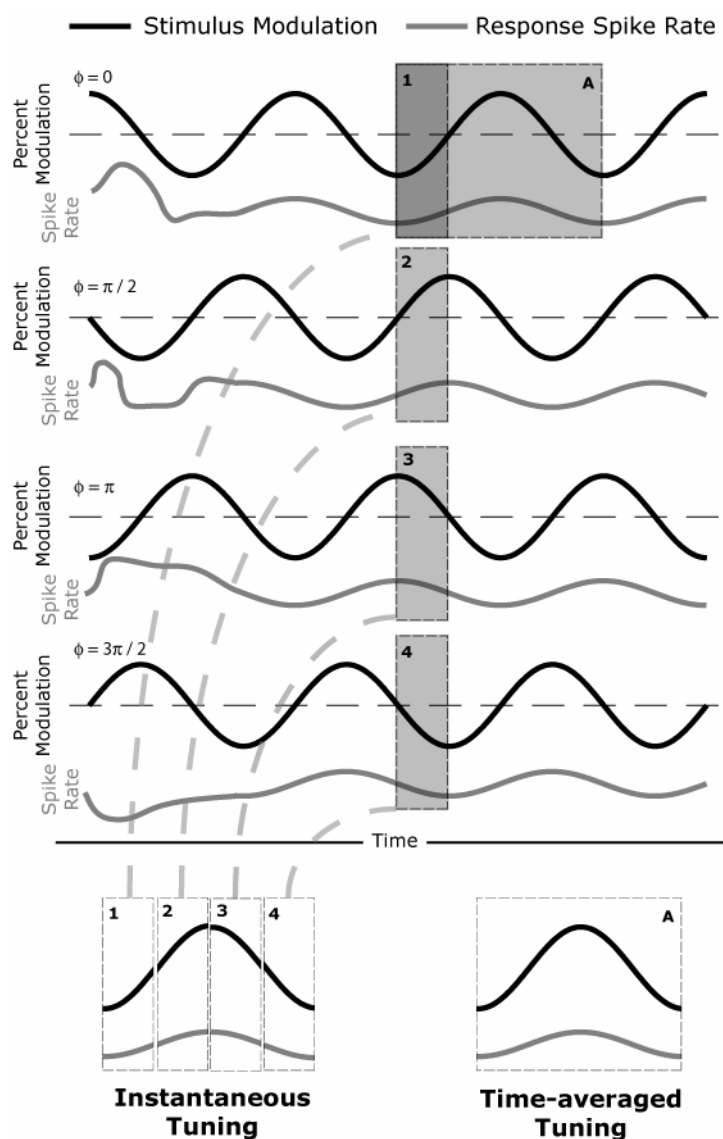 Stimulus Modulation Response Spike Rate
ϕ = 0
1
A
Percent
Modulation
Spike
Rate
ϕ = π / 2
2
Percent
Modulation
Spike
Rate
ϕ = π
3
Percent
Modulation
Spike
Rate
ϕ = 3π / 2
4
Percent
Modulation
Spike
Rate
Time
1 2 3 4
A
Instantaneous
Tuning
Time-averaged
Tuning